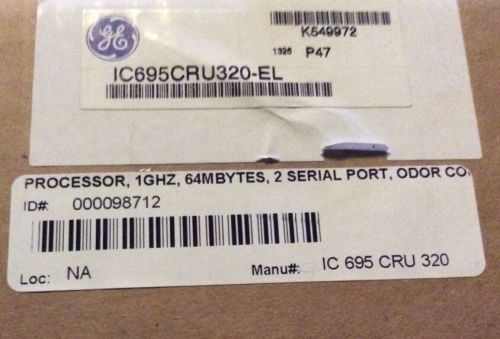 GE
K549972
1326 P47
IC695CRU320-EL
PROCESSOR, 1GHZ, 64MBYTES, 2 SERIAL PORT, ODOR CO
ID#: 000098712
Loc: NA
Manu#: IC 695 CRU 320